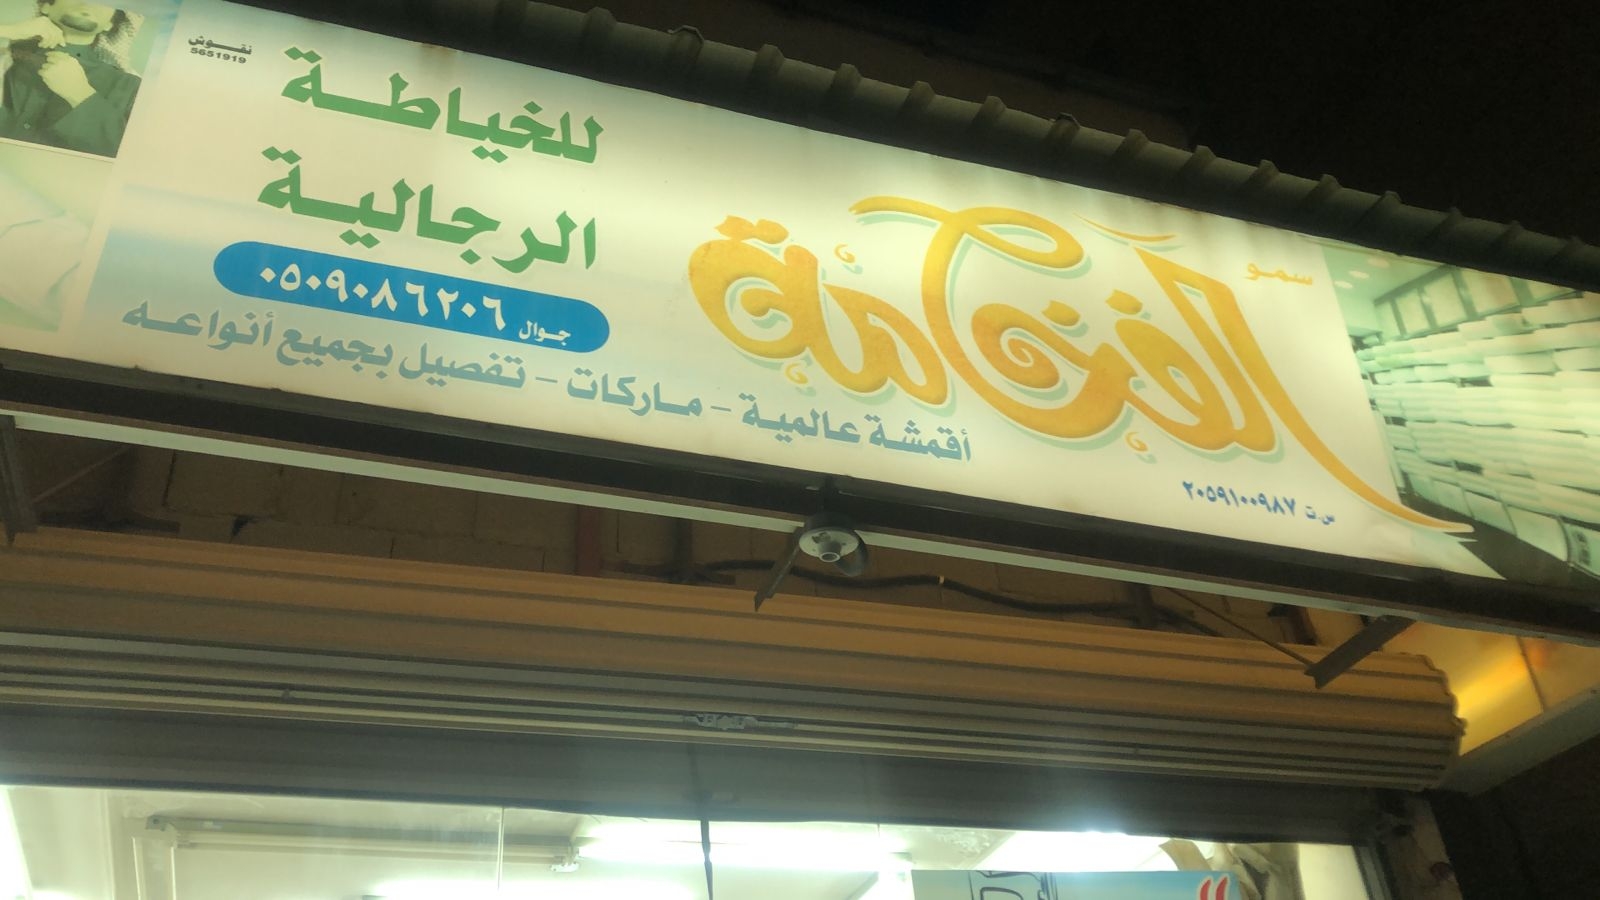 سمو
الفخامة
للخياطة
الرجالية
جوال ٠٥٠٩٠٨٦٢٠٦
أقمشة عالمية - ماركات - تفصيل بجميع أنواعه
س.ت ٢٠٥٩١٠٠٩٨٧
نقوش
5651919